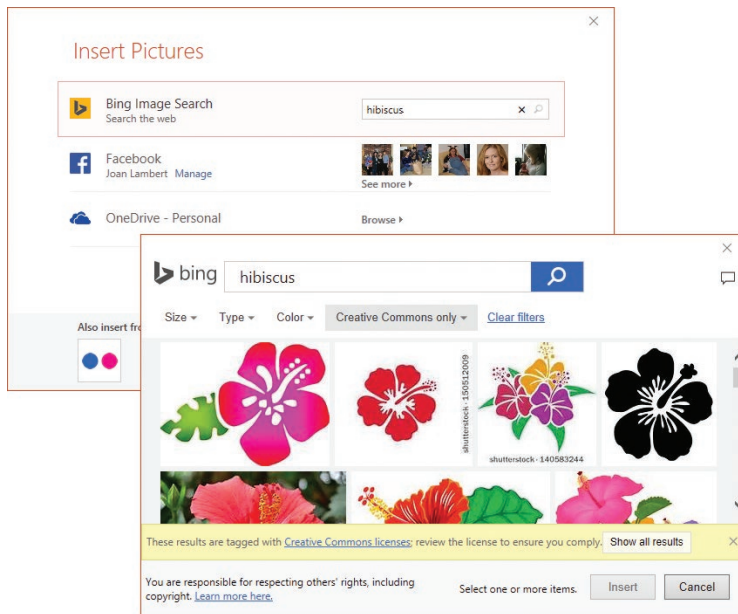 Insert Pictures
Bing Image Search
Search the web
hibiscus
Facebook
Joan Lambert Manage
See more
OneDrive - Personal
Browse
Also insert fro
bing
hibiscus
Size Type Color Creative Commons only Clear filters
shutterstock · 150512009
shutterstock · 140583244
These results are tagged with Creative Commons licenses; review the license to ensure you comply. Show all results
You are responsible for respecting others' rights, including
copyright. Learn more here.
Select one or more items. Insert Cancel